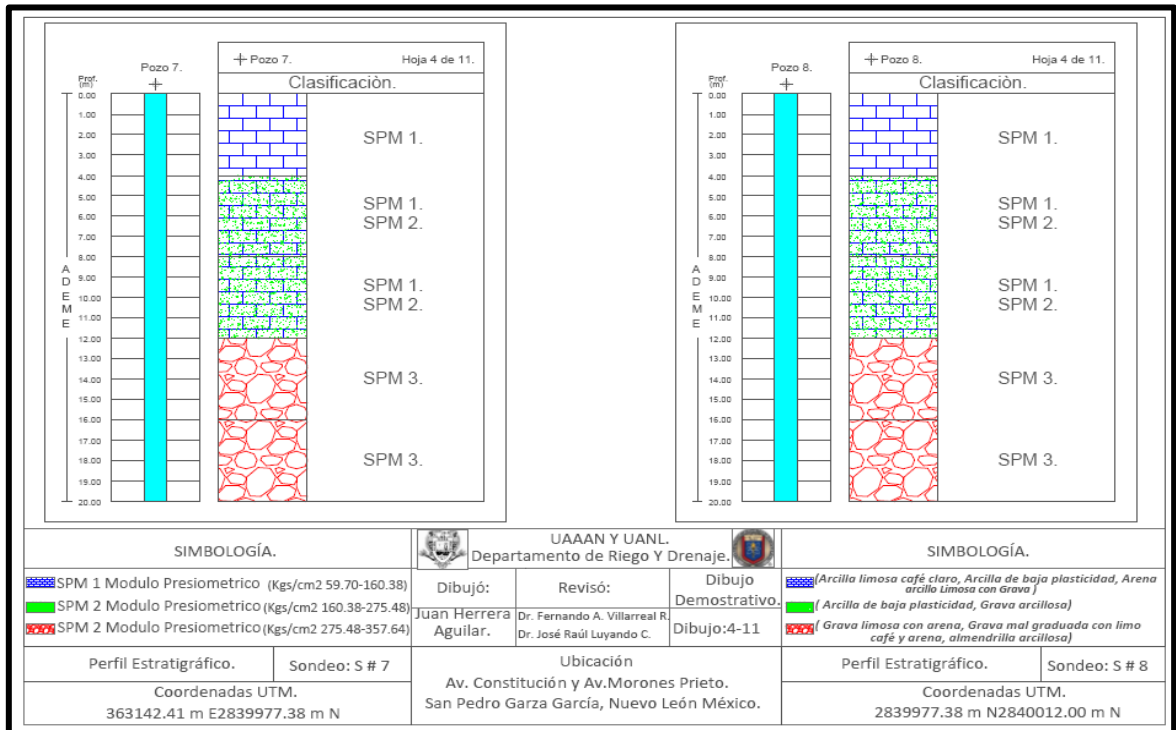 Pozo 7.
Prof.
(m)
0.00
1.00
2.00
3.00
4.00
5.00
6.00
7.00
8.00
9.00
10.00
11.00
12.00
13.00
14.00
15.00
16.00
17.00
18.00
19.00
20.00
A
D
E
M
E
Pozo 7. Hoja 4 de 11.
Clasificaciòn.
SPM 1.
SPM 1.
SPM 2.
SPM 1.
SPM 2.
SPM 3.
SPM 3.
Pozo 8.
Prof.
(m)
0.00
1.00
2.00
3.00
4.00
5.00
6.00
7.00
8.00
9.00
10.00
11.00
12.00
13.00
14.00
15.00
16.00
17.00
18.00
19.00
20.00
A
D
E
M
E
Pozo 8. Hoja 4 de 11.
Clasificaciòn.
SPM 1.
SPM 1.
SPM 2.
SPM 1.
SPM 2.
SPM 3.
SPM 3.
SIMBOLOGÍA.
SPM 1 Modulo Presiometrico (Kgs/cm2 59.70-160.38)
SPM 2 Modulo Presiometrico (Kgs/cm2 160.38-275.48)
SPM 2 Modulo Presiometrico (Kgs/cm2 275.48-357.64)
Perfil Estratigráfico. Sondeo: S # 7
Coordenadas UTM.
363142.41 m E2839977.38 m N
UAAAN Y UANL.
Departamento de Riego Y Drenaje.
Dibujó:
Juan Herrera
Aguilar.
Revisó:
Dr. Fernando A. Villarreal R.
Dr. José Raúl Luyando C.
Dibujo
Demostrativo.
Dibujo:4-11
Ubicación
Av. Constitución y Av.Morones Prieto.
San Pedro Garza García, Nuevo León México.
SIMBOLOGÍA.
(Arcilla limosa café claro, Arcilla de baja plasticidad, Arena
arcillo Limosa con Grava )
( Arcilla de baja plasticidad, Grava arcillosa)
( Grava limosa con arena, Grava mal graduada con limo
café y arena, almendrilla arcillosa)
Perfil Estratigráfico. Sondeo: S # 8
Coordenadas UTM.
2839977.38 m N2840012.00 m N